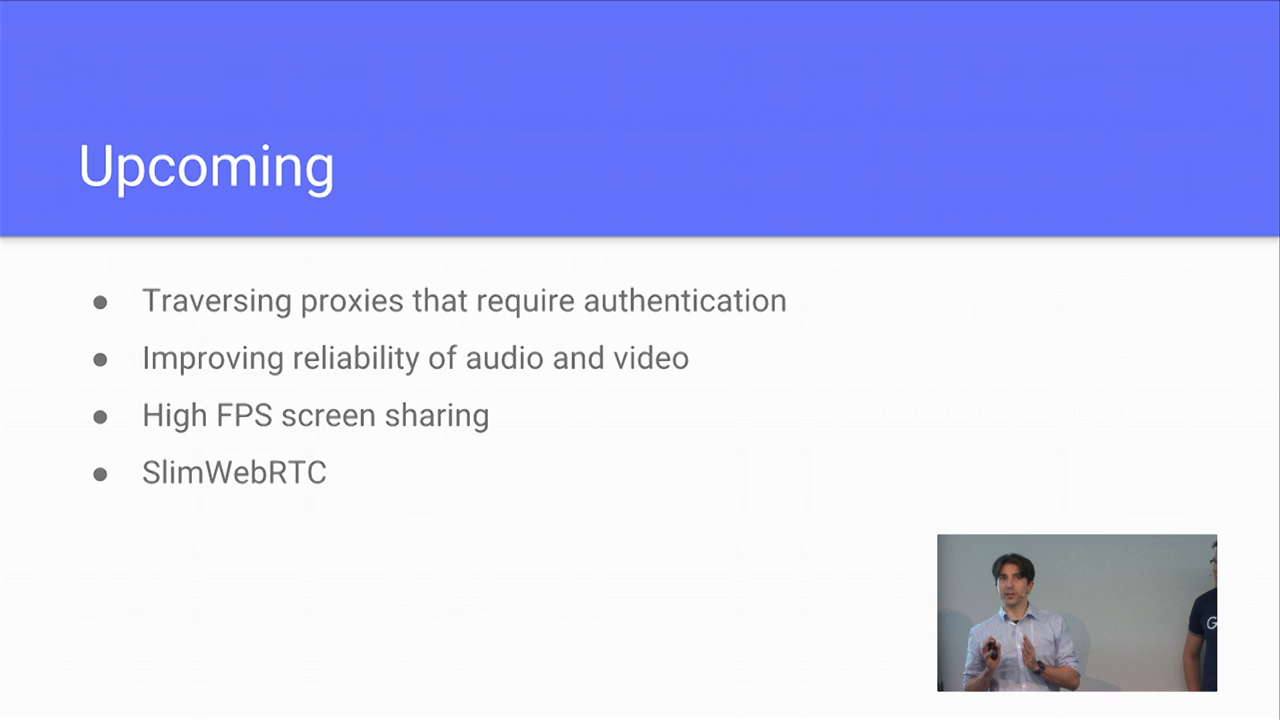 Upcoming
● Traversing proxies that require authentication
● Improving reliability of audio and video
● High FPS screen sharing
● SlimWebRTC
G